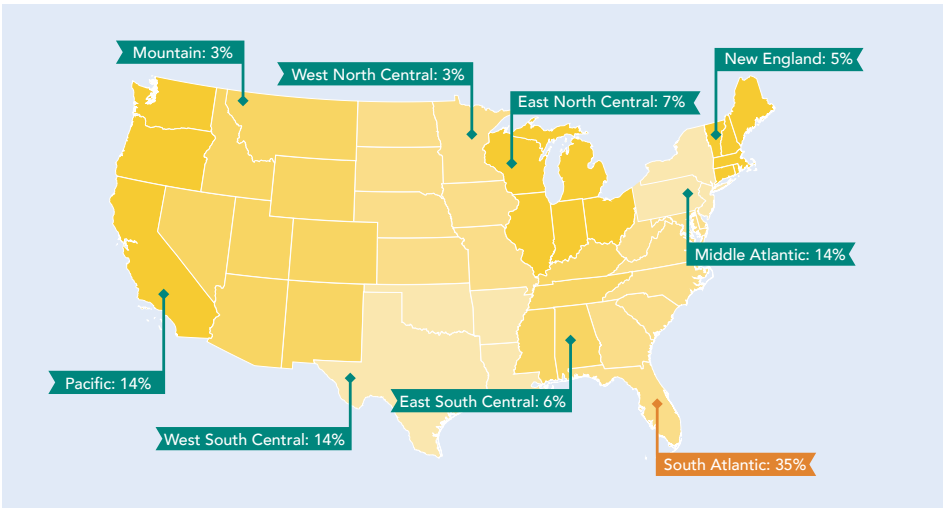 Mountain: 3%
New England: 5%
West North Central: 3%
East North Central: 7%
Middle Atlantic: 14%
Pacific: 14%
East South Central: 6%
West South Central: 14%
South Atlantic: 35%